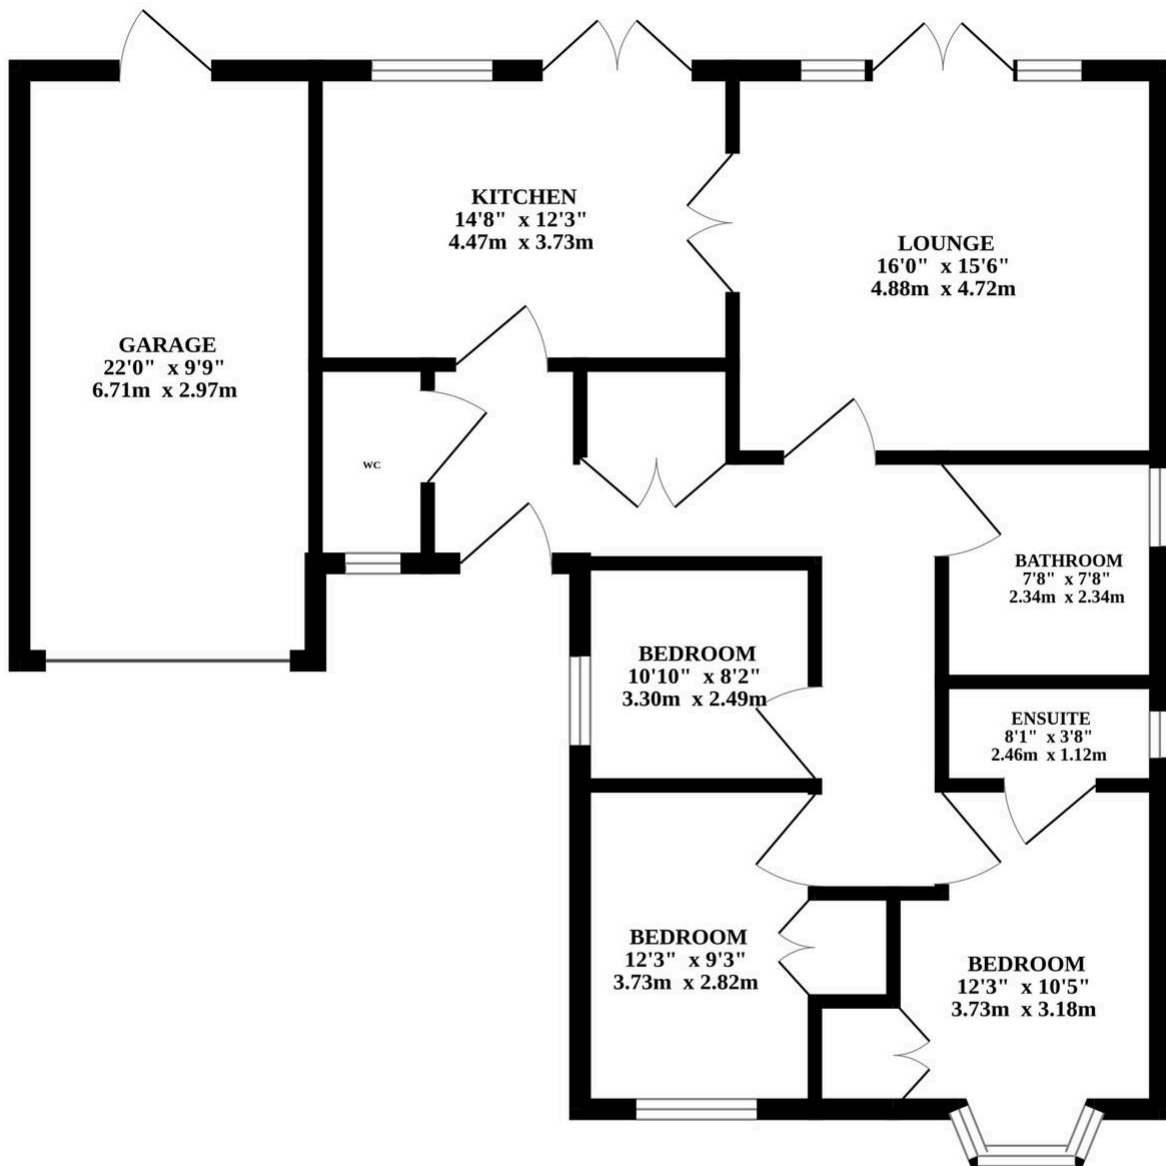 KITCHEN
14'8" x 12'3"
4.47m x 3.73m
LOUNGE
16'0" x 15'6"
4.88m x 4.72m
GARAGE
22'0" x 9'9"
6.71m x 2.97m
WC
BATHROOM
7'8" x 7'8"
2.34m x 2.34m
BEDROOM
10'10" x 8'2"
3.30m x 2.49m
ENSUITE
8'1" x 3'8"
2.46m x 1.12m
BEDROOM
12'3" x 9'3"
3.73m x 2.82m
BEDROOM
12'3" x 10'5"
3.73m x 3.18m